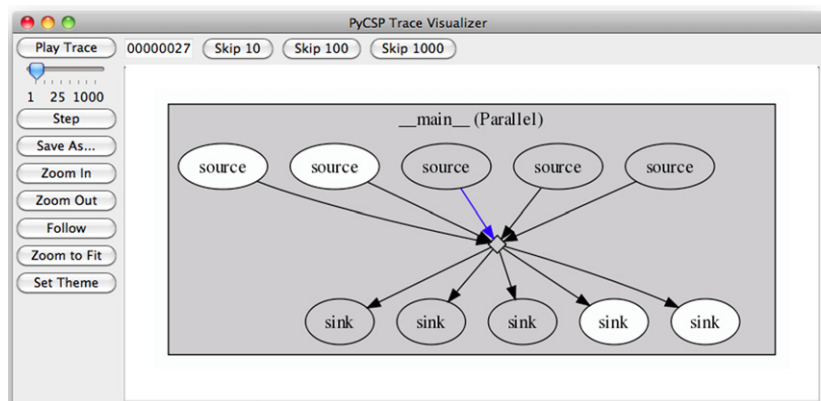 PyCSP Trace Visualizer
Play Trace 00000027 Skip 10 Skip 100 Skip 1000
1 25 1000
Step
Save As...
Zoom In
Zoom Out
Follow
Zoom to Fit
Set Theme
__main__ (Parallel)
source source source source source
sink sink sink sink sink